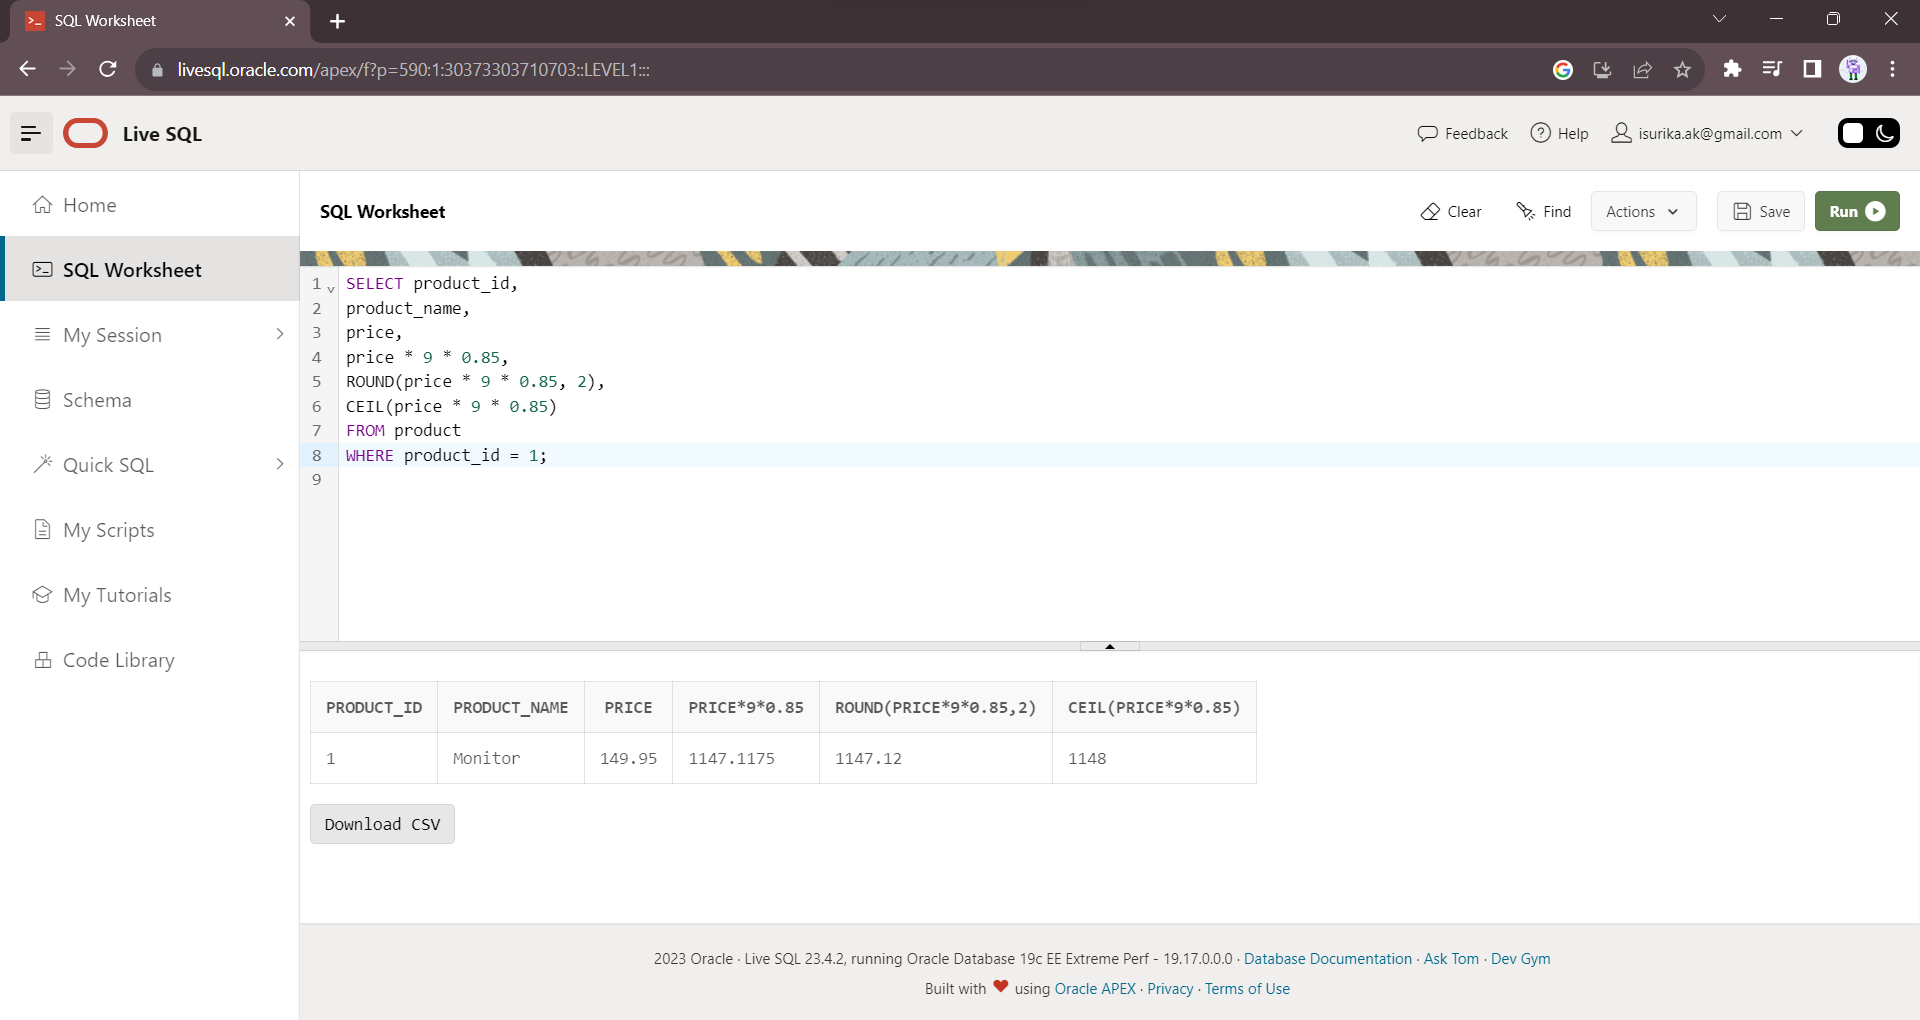 SQL Worksheet
livesql.oracle.com/apex/f?p=590:1:30373303710703::LEVEL1:::
Live SQL
Feedback
Help
isurika.ak@gmail.com
Home
SQL Worksheet
My Session
Schema
Quick SQL
My Scripts
My Tutorials
Code Library
SQL Worksheet
Clear
Find
Actions
Save
Run
1 SELECT product_id,
2 product_name,
3 price,
4 price * 9 * 0.85,
5 ROUND(price * 9 * 0.85, 2),
6 CEIL(price * 9 * 0.85)
7 FROM product
8 WHERE product_id = 1;
9
PRODUCT_ID PRODUCT_NAME PRICE PRICE*9*0.85 ROUND(PRICE*9*0.85,2) CEIL(PRICE*9*0.85)
1 Monitor 149.95 1147.1175 1147.12 1148
Download CSV
2023 Oracle · Live SQL 23.4.2, running Oracle Database 19c EE Extreme Perf - 19.17.0.0.0 · Database Documentation · Ask Tom · Dev Gym
Built with ❤ using Oracle APEX · Privacy · Terms of Use